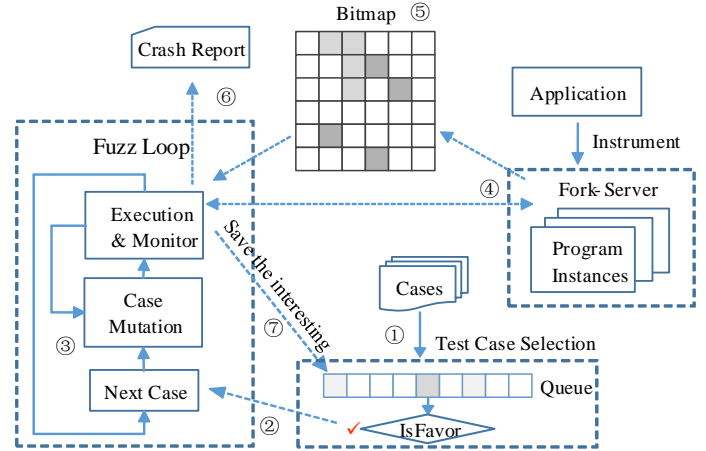 Bitmap ⑤
Crash Report
Application
⑥
Instrument
Fuzz Loop
④
Fork-Server
Execution
& Monitor
Program
Instances
Save the interesting
Cases
Case
Mutation
③
⑦
①
Test Case Selection
Next Case
Queue
②
IsFavor